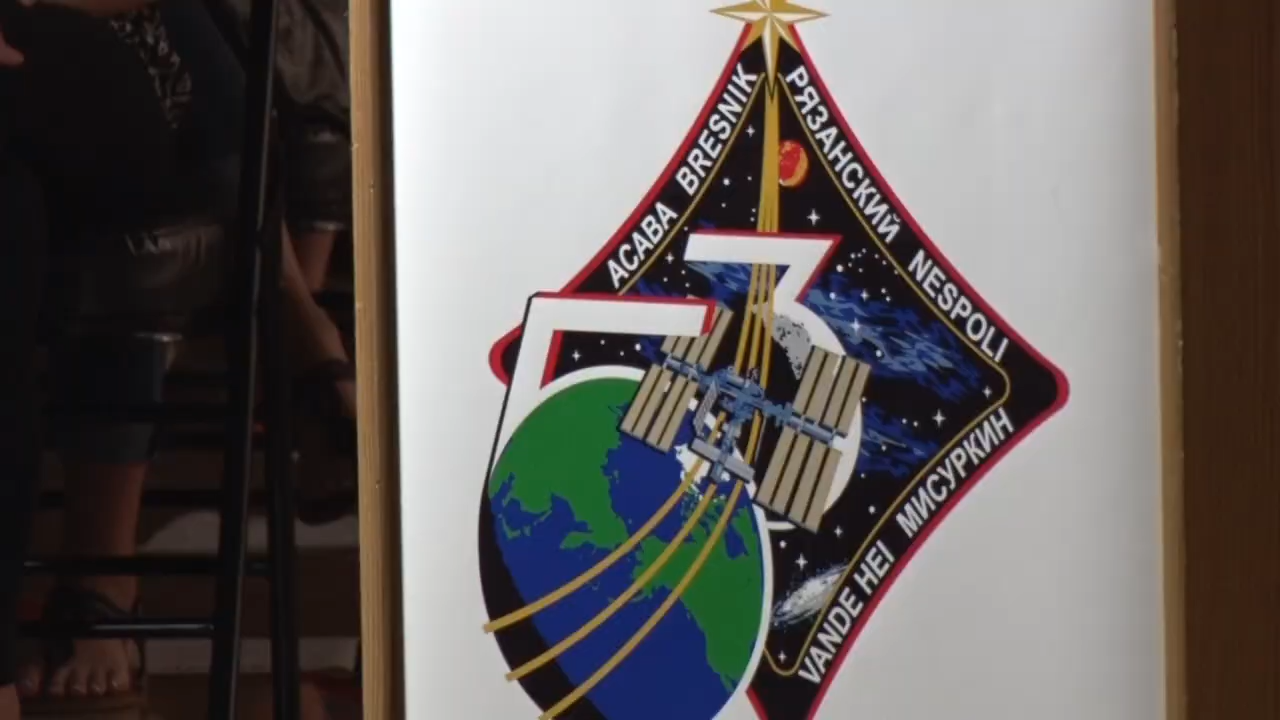 53
ACABA BRESNIK
РЯЗАНСКИЙ NESPOLI
VANDE HEI МИСУРКИН